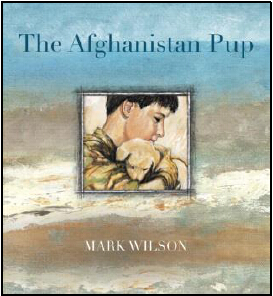 The Afghanistan Pup
MARK WILSON